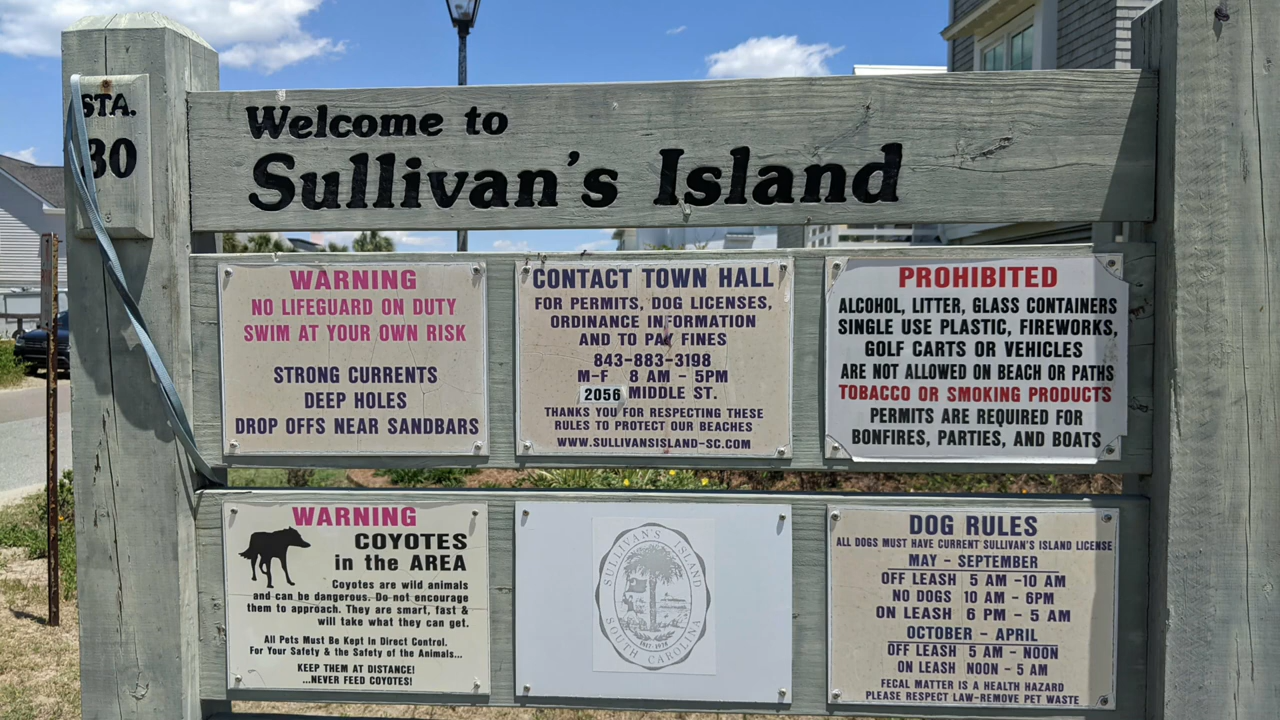 STA.
30
Welcome to
Sullivan's Island
WARNING
NO LIFEGUARD ON DUTY
SWIM AT YOUR OWN RISK
STRONG CURRENTS
DEEP HOLES
DROP OFFS NEAR SANDBARS
CONTACT TOWN HALL
FOR PERMITS, DOG LICENSES,
ORDINANCE INFORMATION
AND TO PAY FINES
843-883-3198
M-F 8 AM - 5PM
2056 MIDDLE ST.
THANKS YOU FOR RESPECTING THESE
RULES TO PROTECT OUR BEACHES
WWW.SULLIVANSISLAND-SC.COM
PROHIBITED
ALCOHOL, LITTER, GLASS CONTAINERS
SINGLE USE PLASTIC, FIREWORKS,
GOLF CARTS OR VEHICLES
ARE NOT ALLOWED ON BEACH OR PATHS
TOBACCO OR SMOKING PRODUCTS
PERMITS ARE REQUIRED FOR
BONFIRES, PARTIES, AND BOATS
WARNING
COYOTES
in the AREA
Coyotes are wild animals
and can be dangerous. Do not encourage
them to approach. They are smart, fast &
will take what they can get.
All Pets Must Be Kept In Direct Control.
For Your Safety & the Safety of the Animals...
KEEP THEM AT DISTANCE!
...NEVER FEED COYOTES!
SULLIVAN'S ISLAND
SOUTH CAROLINA
DOG RULES
ALL DOGS MUST HAVE CURRENT SULLIVAN'S ISLAND LICENSE
MAY - SEPTEMBER
OFF LEASH 5 AM -10 AM
NO DOGS 10 AM - 6PM
ON LEASH 6 PM - 5 AM
OCTOBER - APRIL
OFF LEASH 5 AM - NOON
ON LEASH NOON - 5 AM
FECAL MATTER IS A HEALTH HAZARD
PLEASE RESPECT LAW-REMOVE PET WASTE